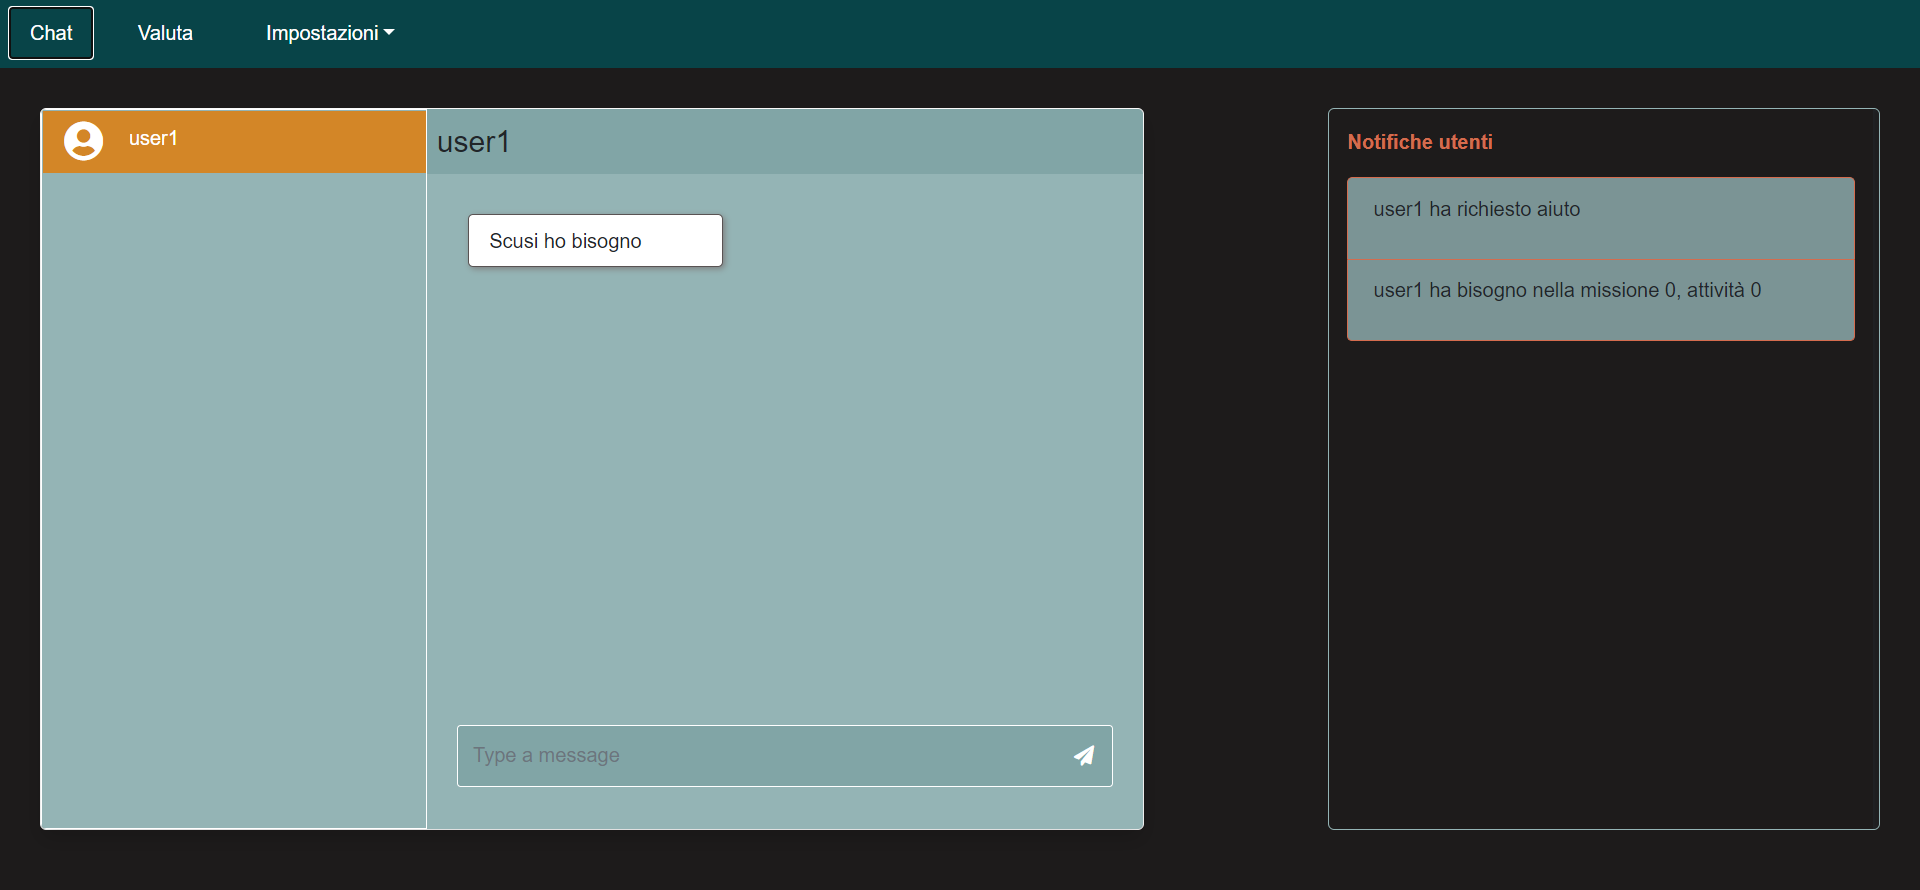 Chat
Valuta
Impostazioni
user1
user1
Scusi ho bisogno
Type a message
Notifiche utenti
user1 ha richiesto aiuto
user1 ha bisogno nella missione 0, attività 0